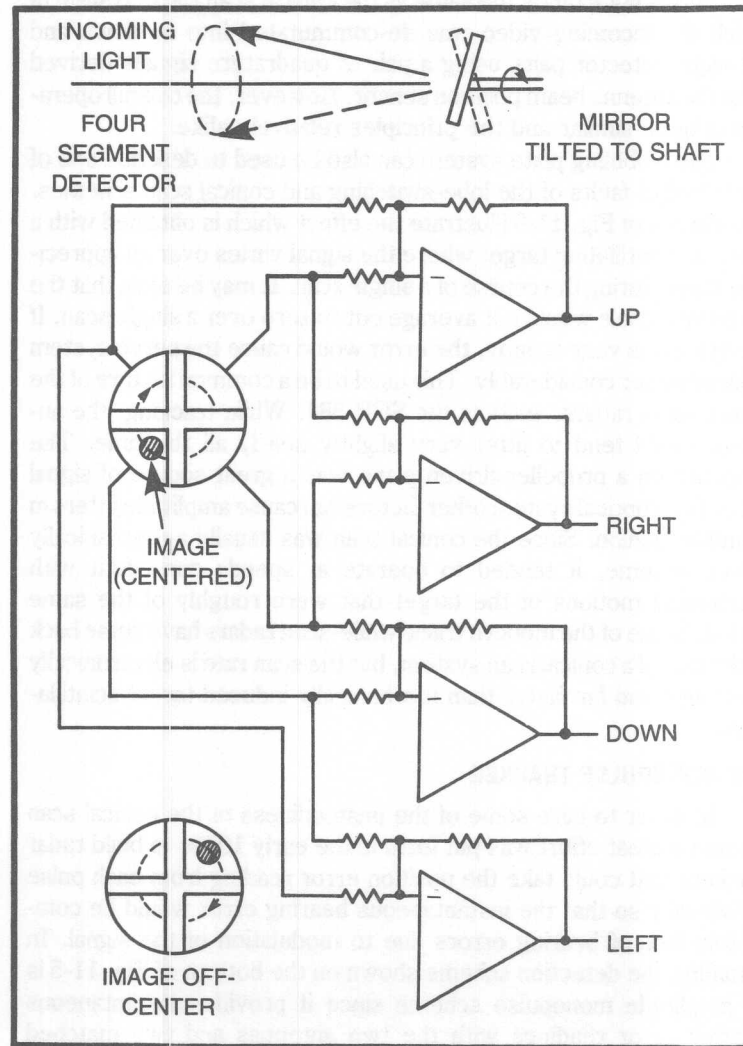 INCOMING
LIGHT
FOUR
SEGMENT
DETECTOR
MIRROR
TILTED TO SHAFT
UP
RIGHT
IMAGE
(CENTERED)
DOWN
LEFT
IMAGE OFF-
CENTER